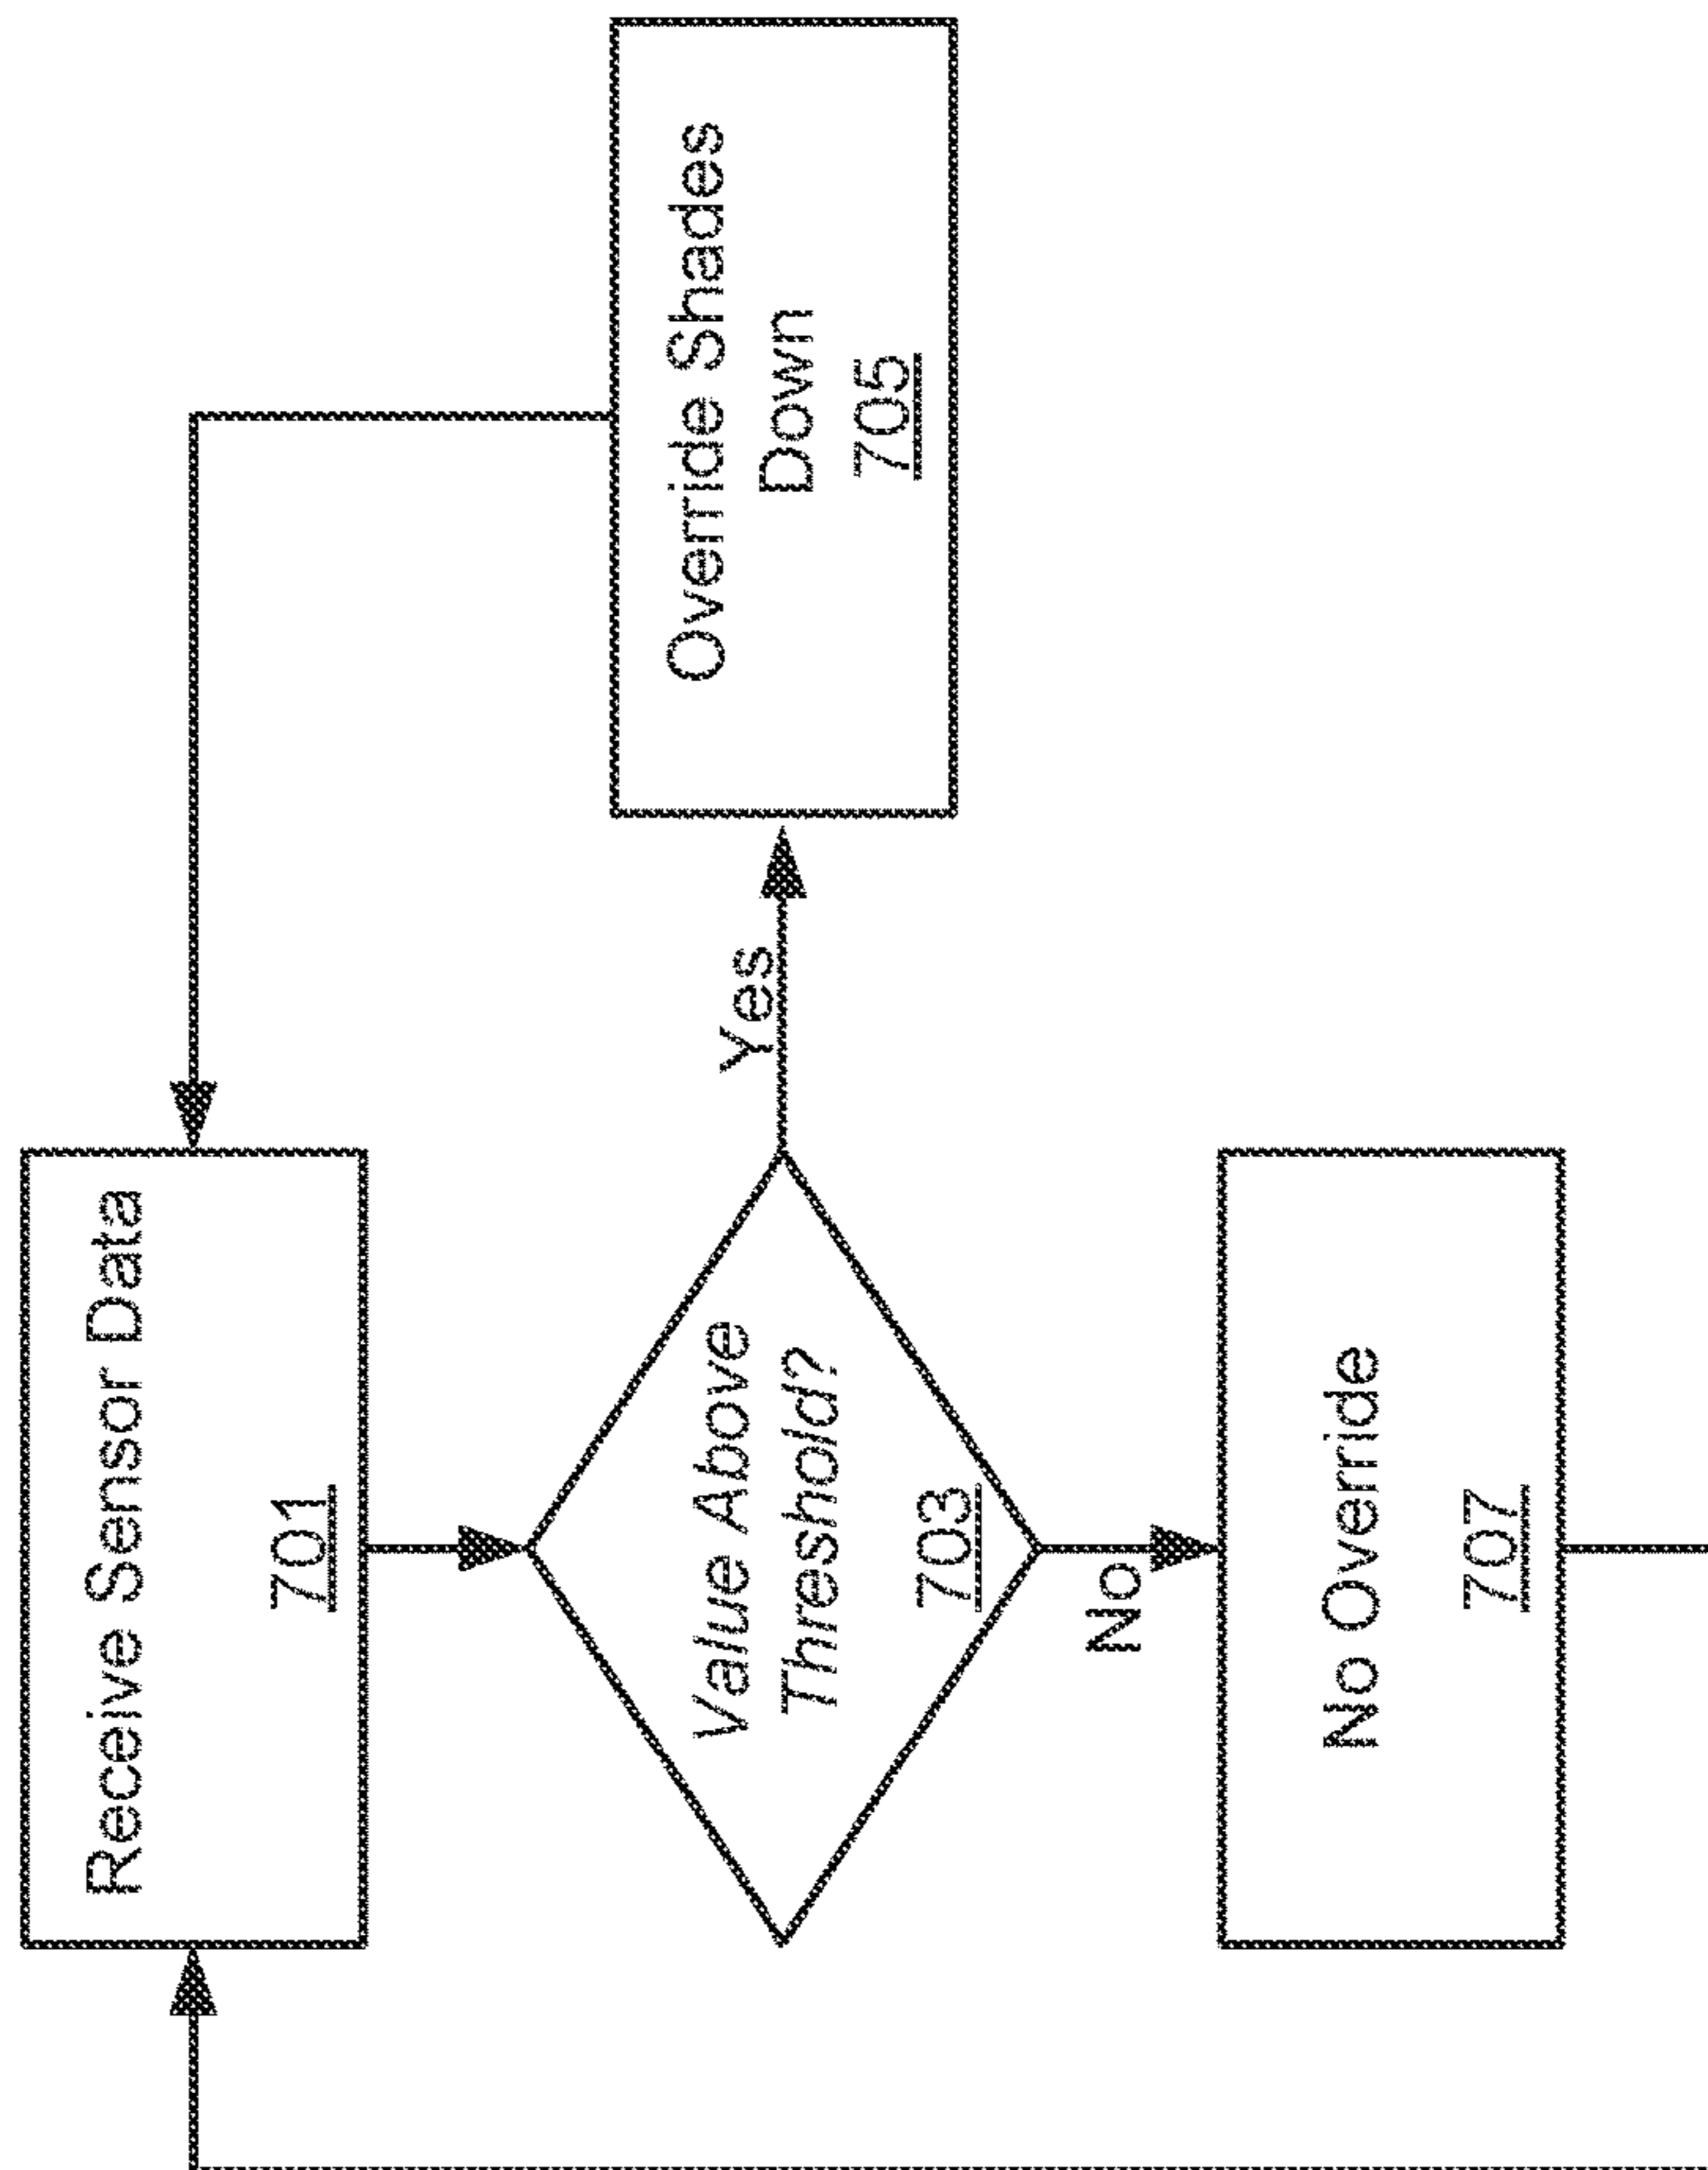 Receive Sensor Data
701
Value Above
Threshold?
703
Yes
Override Shades
Down
705
No
No Override
707